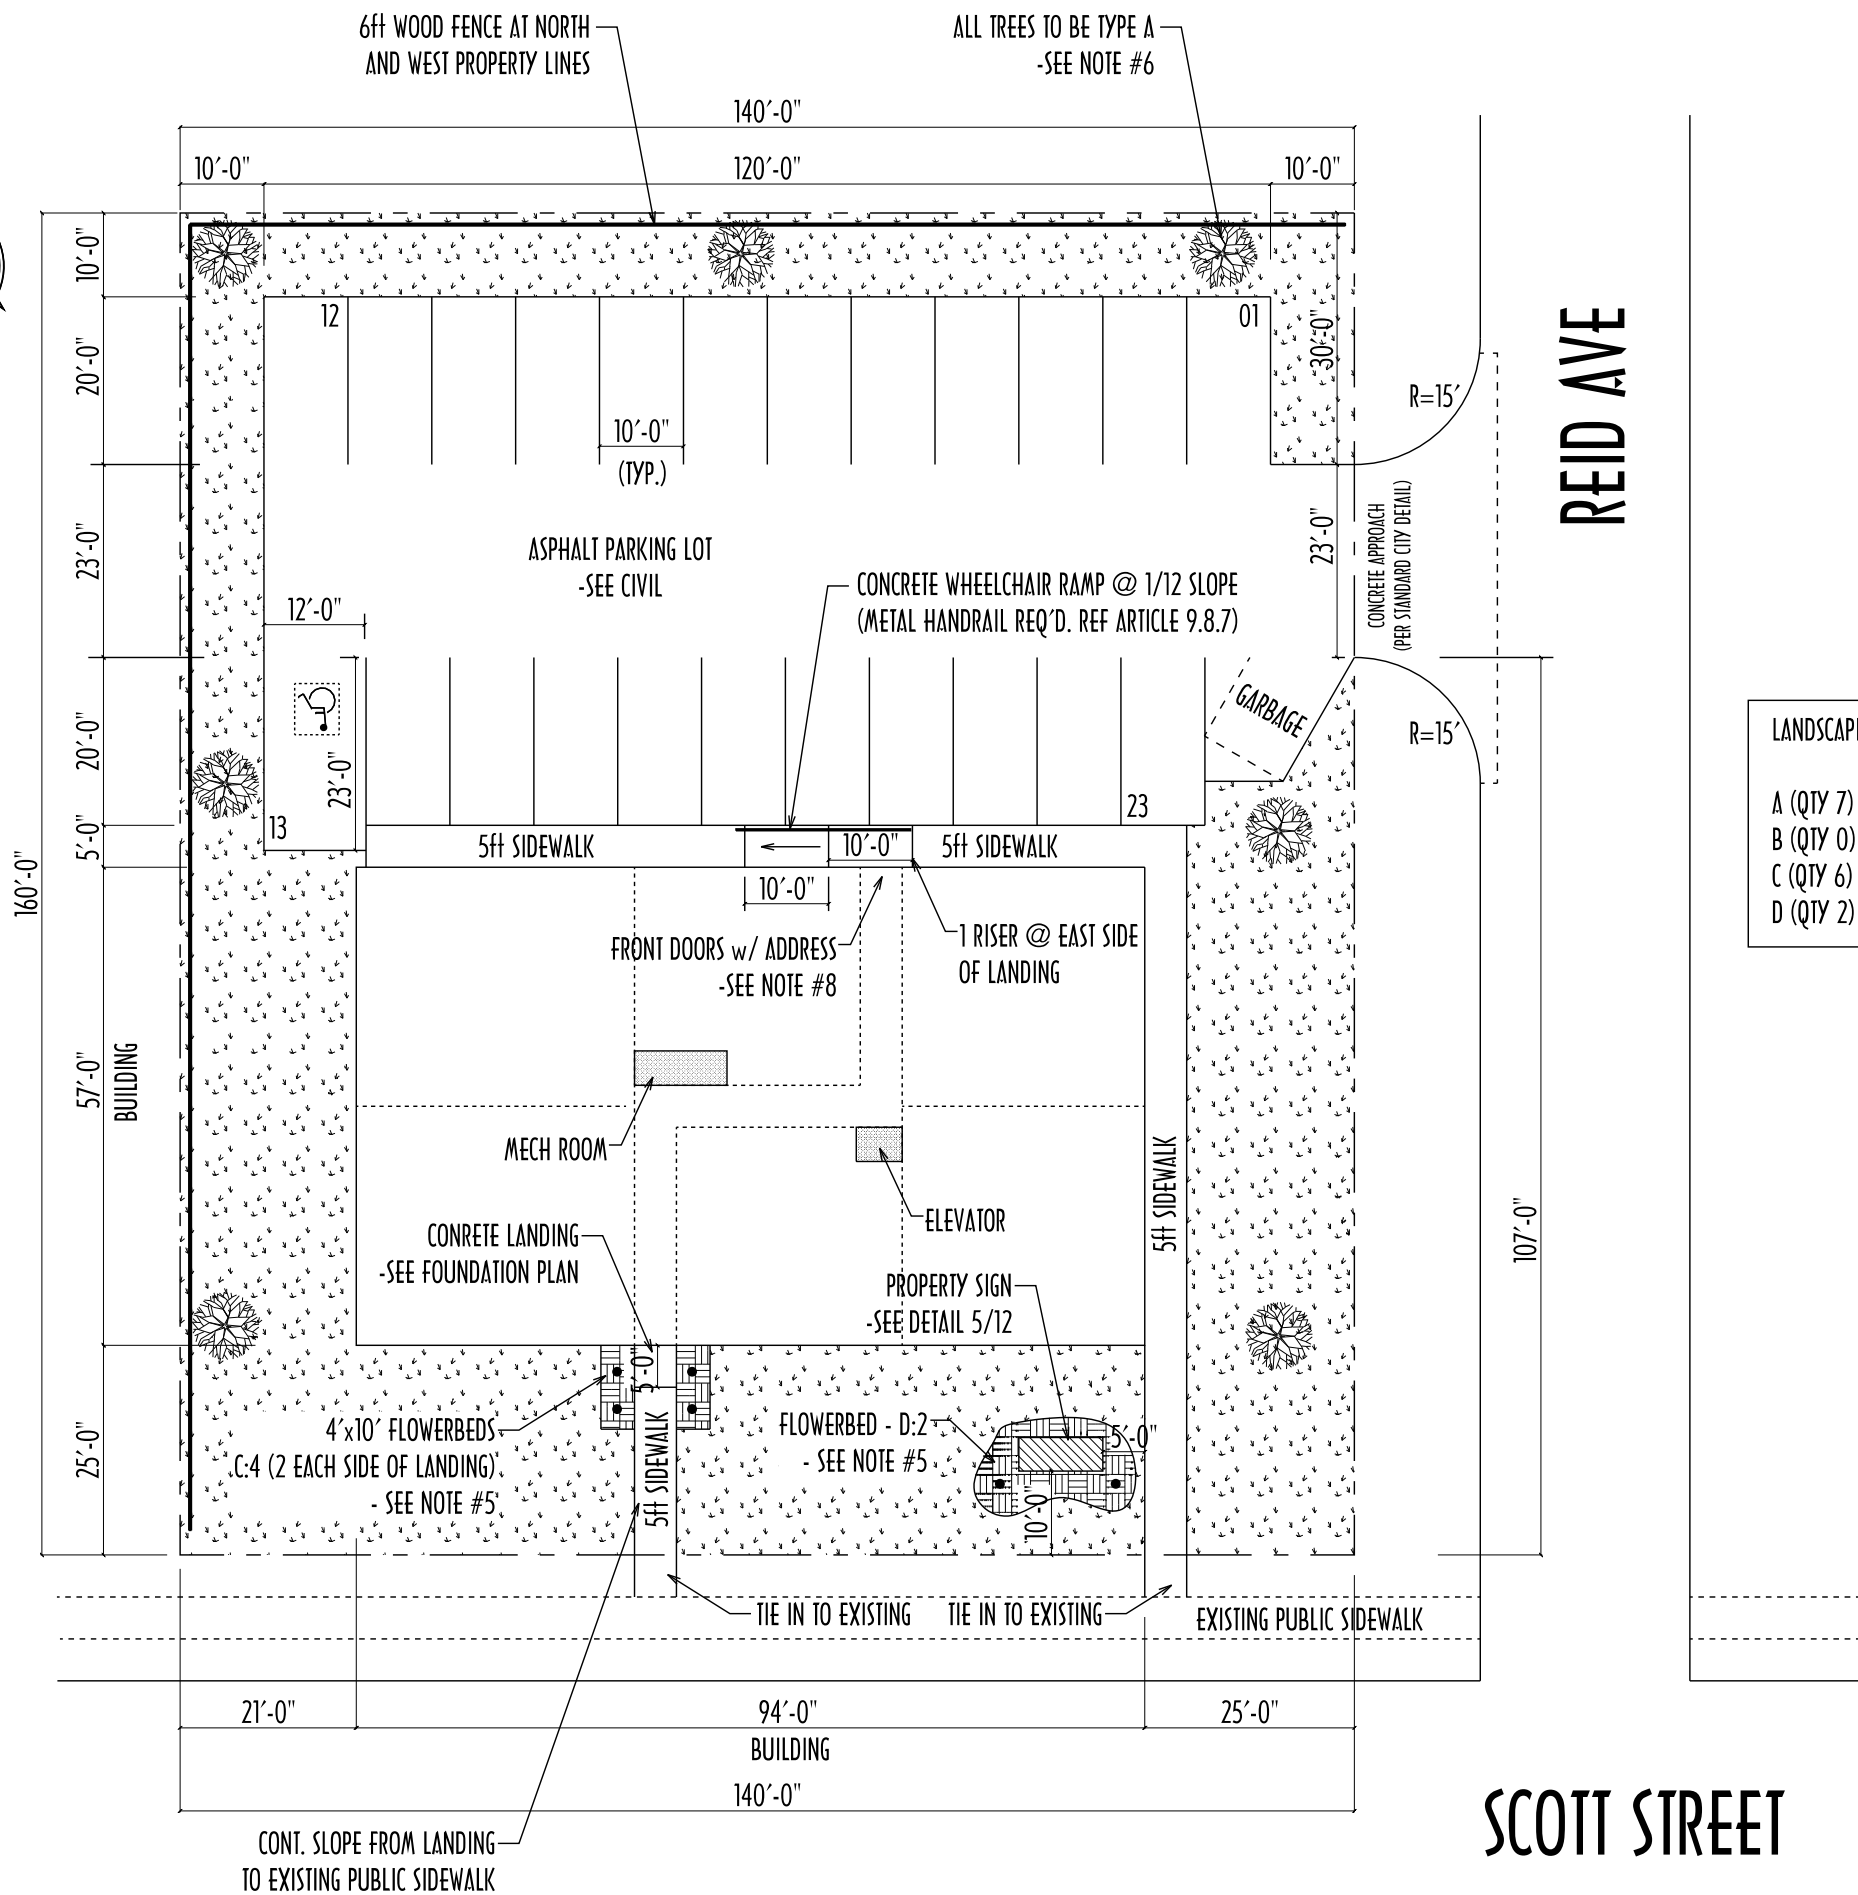 6ft WOOD FENCE AT NORTH
AND WEST PROPERTY LINES
ALL TREES TO BE TYPE A
-SEE NOTE #6
140'-0"
10'-0"
120'-0"
10'-0"
10'-0"
12
01
20'-0"
30'-0"
REID AVE
R=15'
10'-0"
(TYP.)
23'-0"
ASPHALT PARKING LOT
-SEE CIVIL
23'-0"
CONCRETE APPROACH
(PER STANDARD CITY DETAIL)
CONCRETE WHEELCHAIR RAMP @ 1/12 SLOPE
(METAL HANDRAIL REQ'D. REF ARTICLE 9.8.7)
12'-0"
GARBAGE
R=15'
20'-0"
23'-0"
LANDSCAP
A (QTY 7)
B (QTY 0)
C (QTY 6)
D (QTY 2)
13
23
5'-0"
5ft SIDEWALK
10'-0"
5ft SIDEWALK
160'-0"
10'-0"
FRONT DOORS w/ ADDRESS
-SEE NOTE #8
1 RISER @ EAST SIDE
OF LANDING
57'-0"
BUILDING
MECH ROOM
5ft SIDEWALK
107'-0"
ELEVATOR
CONRETE LANDING
-SEE FOUNDATION PLAN
PROPERTY SIGN
-SEE DETAIL 5/12
5'-0"
25'-0"
4'x10' FLOWERBEDS
C:4 (2 EACH SIDE OF LANDING)
- SEE NOTE #5
5ft SIDEWALK
FLOWERBED - D:2
- SEE NOTE #5
5'-0"
10'-0"
TIE IN TO EXISTING
TIE IN TO EXISTING
EXISTING PUBLIC SIDEWALK
21'-0"
94'-0"
25'-0"
BUILDING
140'-0"
SCOTT STREET
CONT. SLOPE FROM LANDING
TO EXISTING PUBLIC SIDEWALK